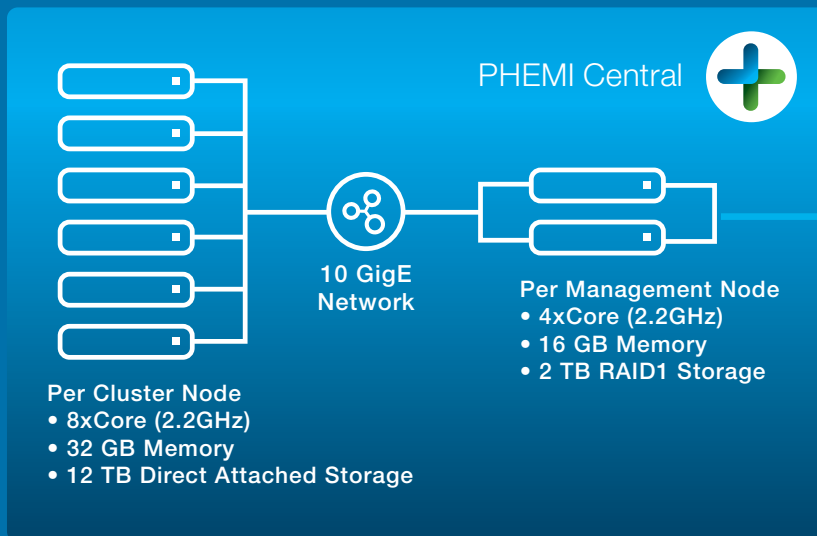 PHEMI Central
10 GigE
Network
Per Management Node
• 4xCore (2.2GHz)
• 16 GB Memory
• 2 TB RAID1 Storage
Per Cluster Node
• 8xCore (2.2GHz)
• 32 GB Memory
• 12 TB Direct Attached Storage